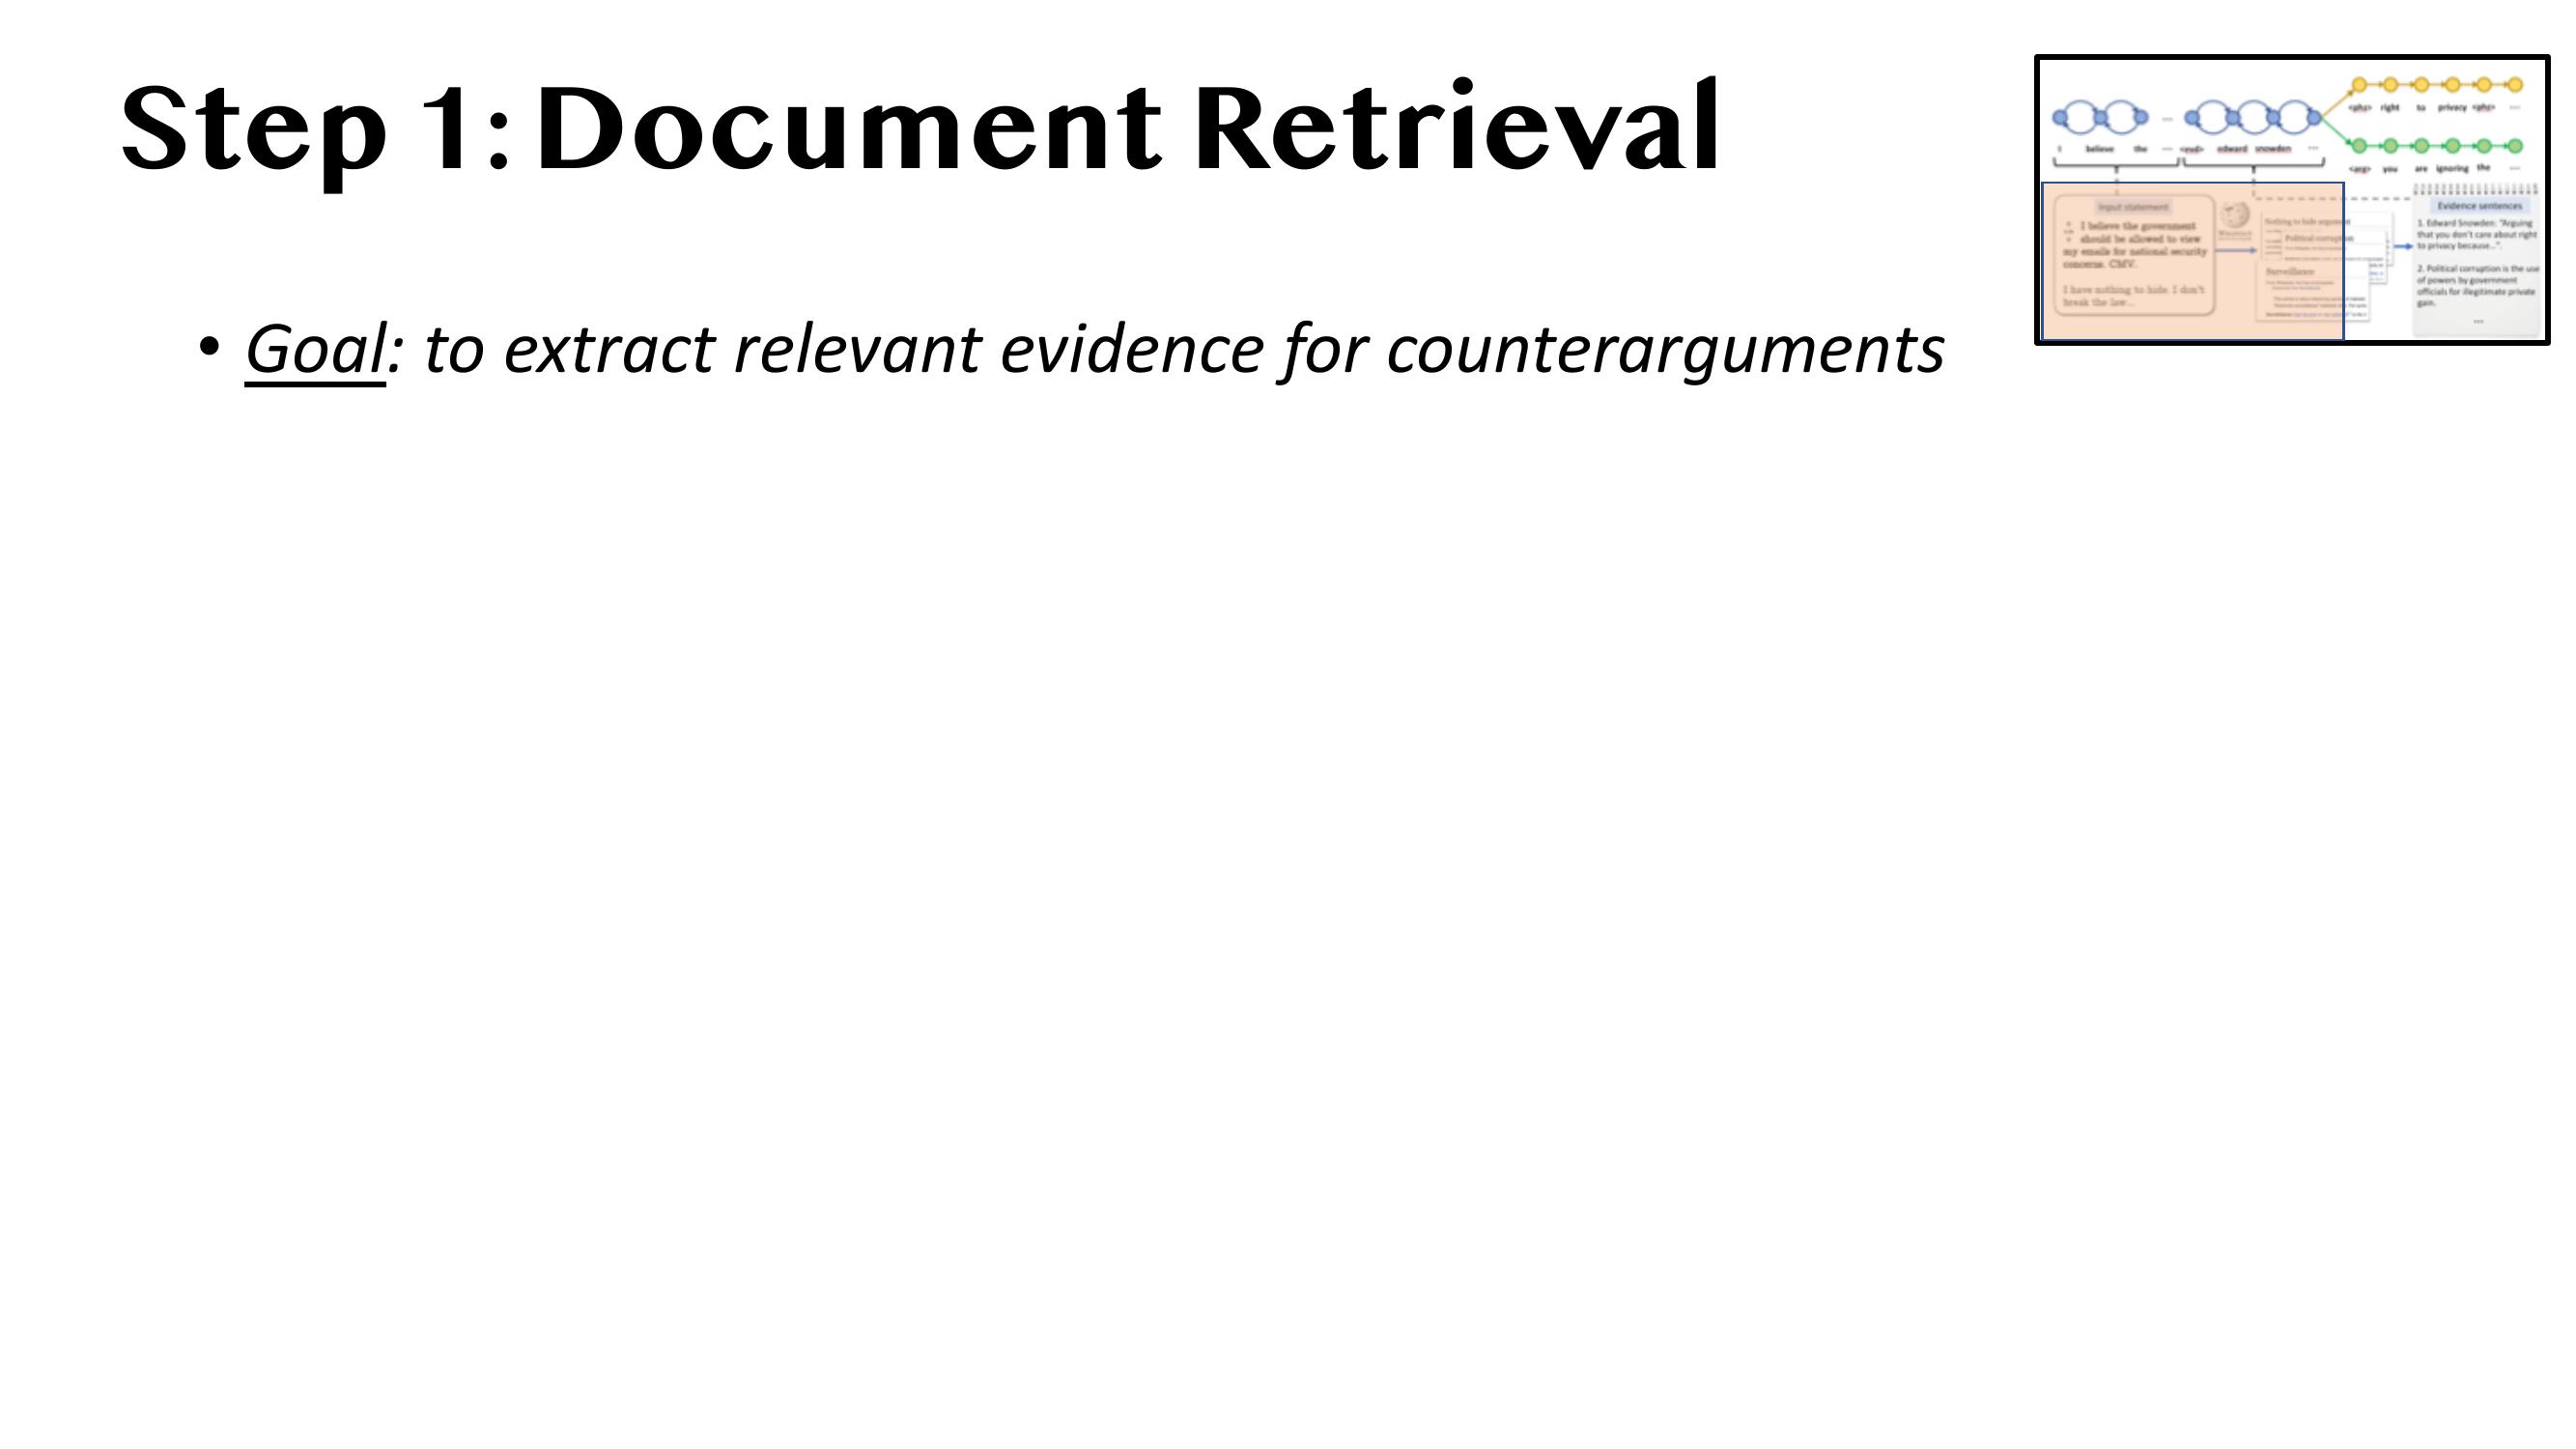 Step 1: Document Retrieval
• Goal: to extract relevant evidence for counterarguments
<phs> right to privacy <phs> ...
I believe the ... <evd> edward snowden ...
<arg> you are ignoring the ...
Input statement
I believe the government
should be allowed to view
my emails for national security
concerns. CMV.
I have nothing to hide. I don't
break the law...
Nothing to hide argument
Political corruption
Surveillance
Evidence sentences
1. Edward Snowden: "Arguing
that you don't care about right
to privacy because...".
2. Political corruption is the use
of powers by government
officials for illegitimate private
gain.
...